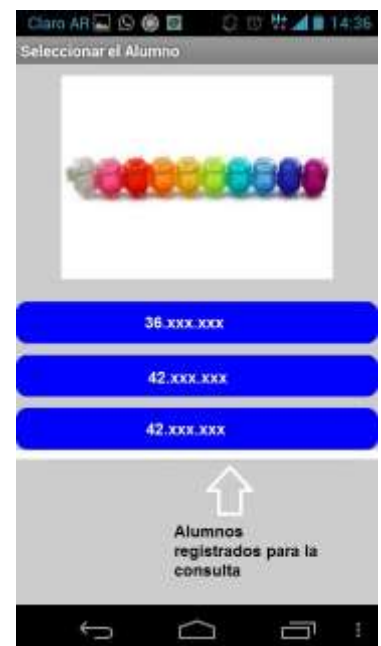 Claro AR 14:36
Seleccionar el Alumno
36.xxx.xxx
42.xxx.xxx
42.xxx.xxx
Alumnos
registrados para la
consulta